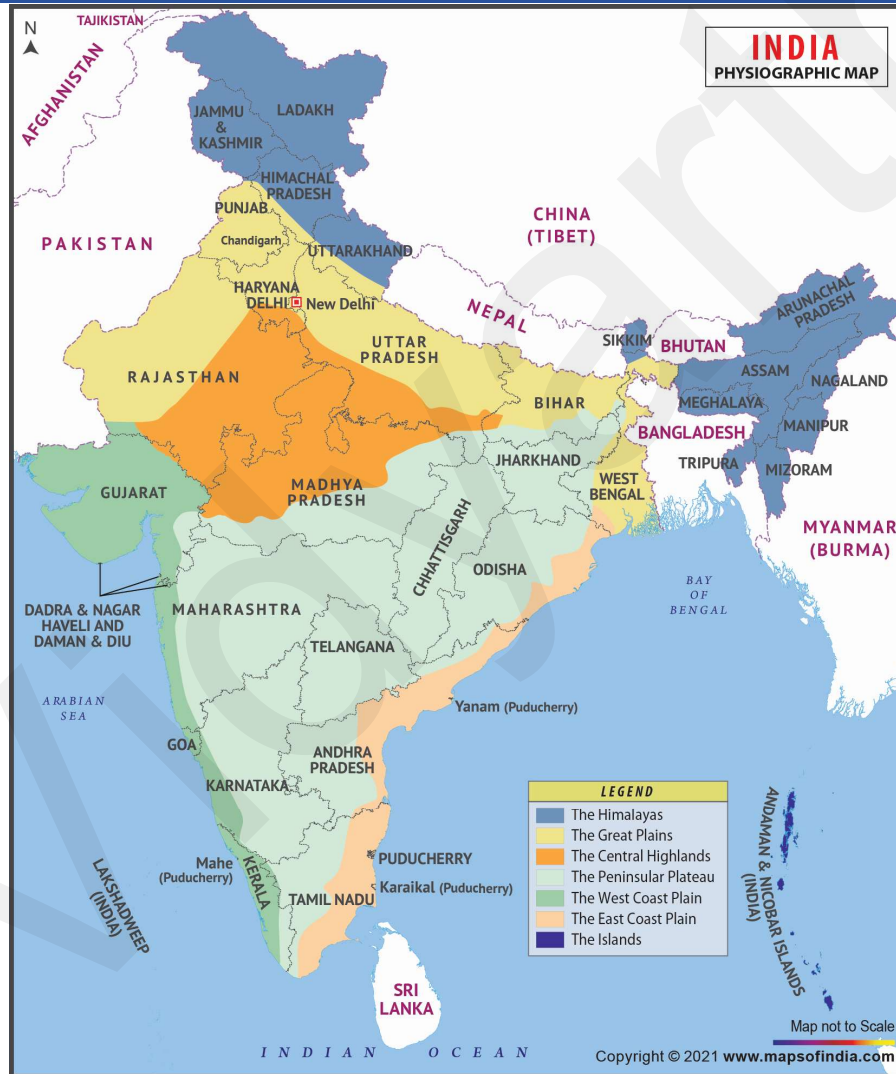 TAJIKISTAN
N
INDIA
PHYSIOGRAPHIC MAP
AFGHANISTAN
JAMMU
&
KASHMIR
LADAKH
HIMACHAL
PRADESH
PUNJAB
Chandigarh
UTTARAKHAND
PAKISTAN
CHINA
(TIBET)
HARYANA
DELHI
New Delhi
NEPAL
UTTAR
PRADESH
RAJASTHAN
SIKKIM
BHUTAN
ARUNACHAL
PRADESH
ASSAM
NAGALAND
MEGHALAYA
MANIPUR
BIHAR
BANGLADESH
TRIPURA
MIZORAM
JHARKHAND
WEST
BENGAL
GUJARAT
MADHYA
PRADESH
CHHATTISGARH
ODISHA
MYANMAR
(BURMA)
BAY
OF
BENGAL
DADRA & NAGAR
HAVELI AND
DAMAN & DIU
MAHARASHTRA
TELANGANA
ARABIAN
SEA
Yanam (Puducherry)
GOA
ANDHRA
PRADESH
KARNATAKA
LEGEND
The Himalayas
The Great Plains
The Central Highlands
The Peninsular Plateau
The West Coast Plain
The East Coast Plain
The Islands
ANDAMAN & NICOBAR ISLANDS
(INDIA)
LAKSHADWEEP
(INDIA)
Mahe
(Puducherry)
KERALA
PUDUCHERRY
Karaikal (Puducherry)
TAMIL NADU
SRI
LANKA
INDIAN OCEAN
Map not to Scale
Copyright © 2021 www.mapsofindia.com